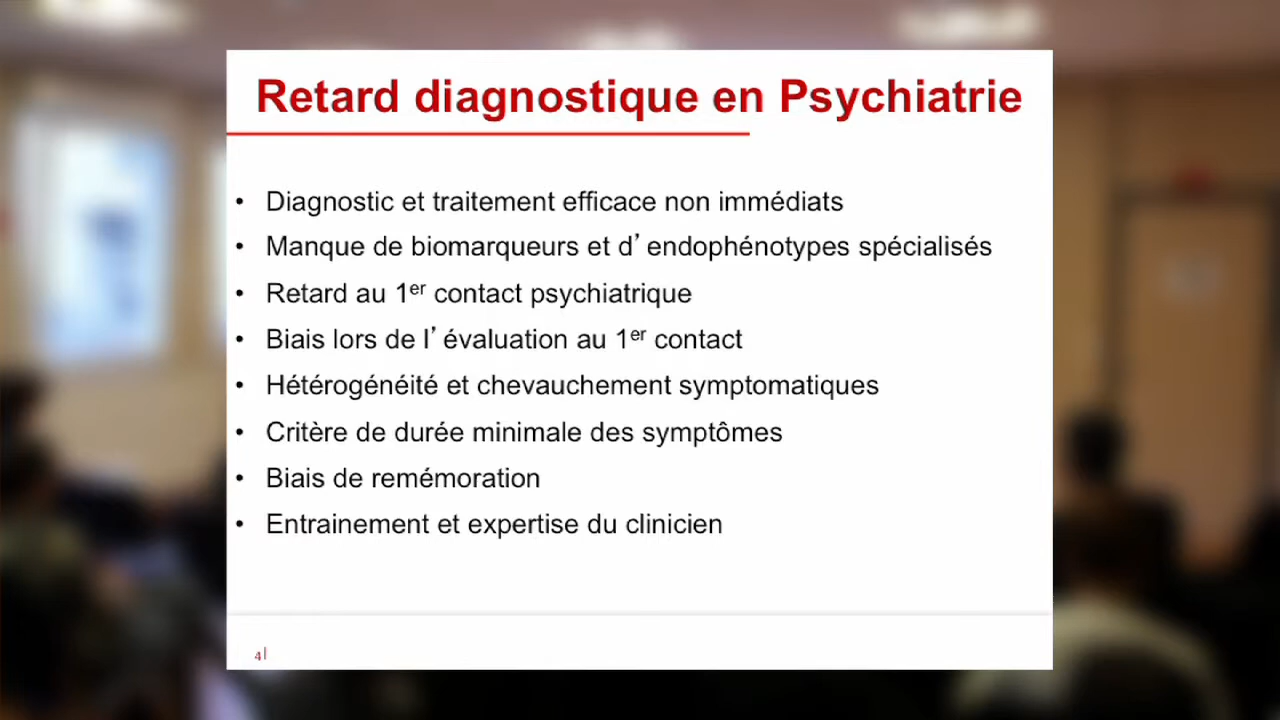 Retard diagnostique en Psychiatrie
• Diagnostic et traitement efficace non immédiats
• Manque de biomarqueurs et d’ endophénotypes spécialisés
• Retard au 1er contact psychiatrique
• Biais lors de l’ évaluation au 1er contact
• Hétérogénéité et chevauchement symptomatiques
• Critère de durée minimale des symptômes
• Biais de remémoration
• Entrainement et expertise du clinicien
4|